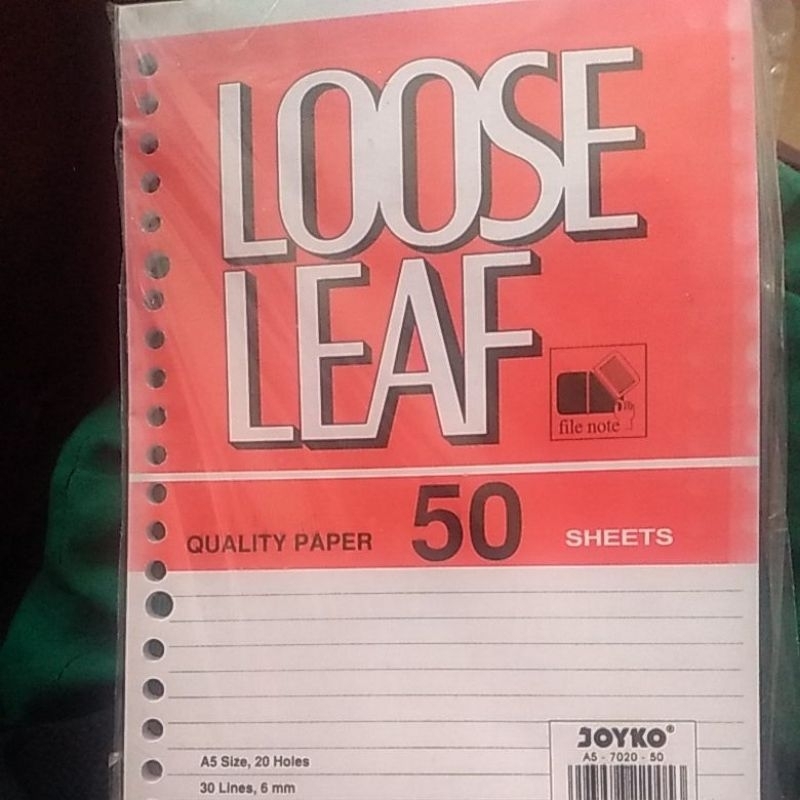 LOOSE
LEAF
file note
QUALITY PAPER 50 SHEETS
JOYKO®
A5 - 7020 - 50
A5 Size, 20 Holes
30 Lines, 6 mm